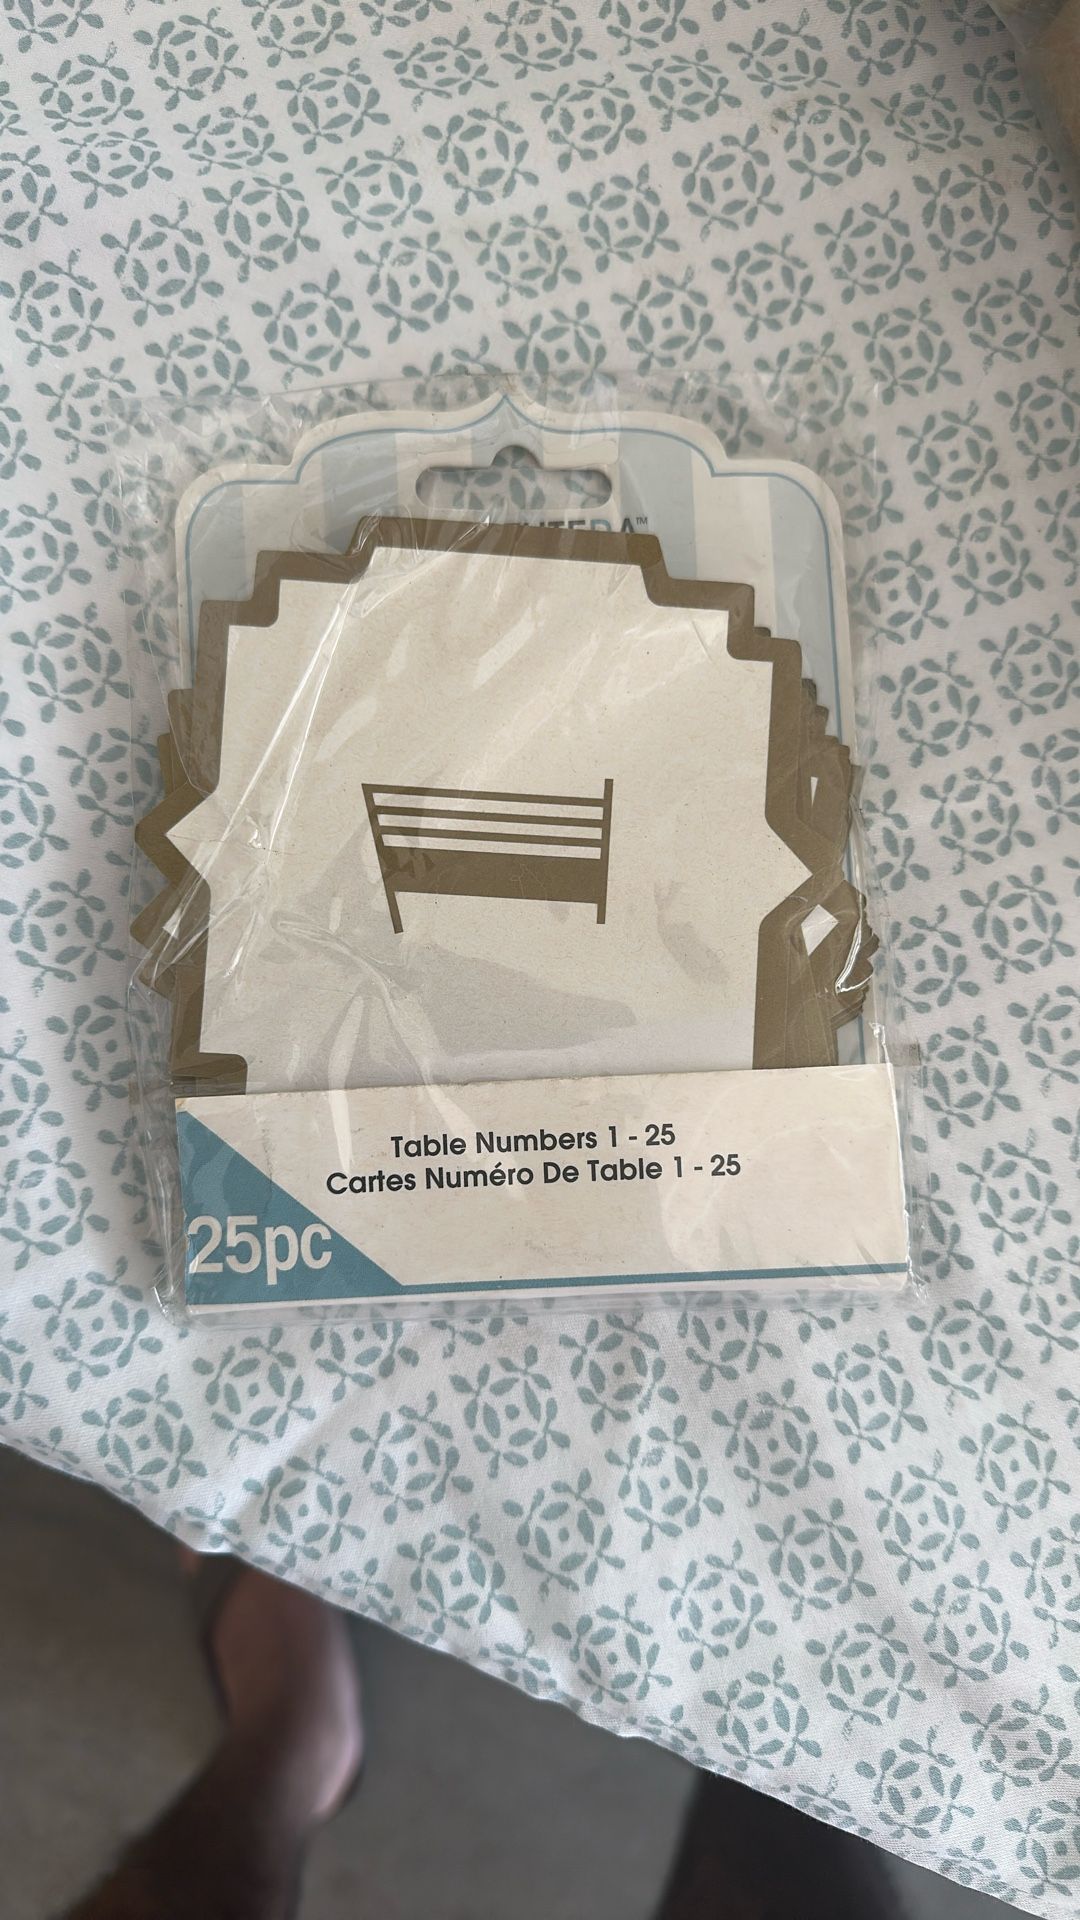 Table Numbers 1 - 25
Cartes Numéro De Table 1 - 25
25pc